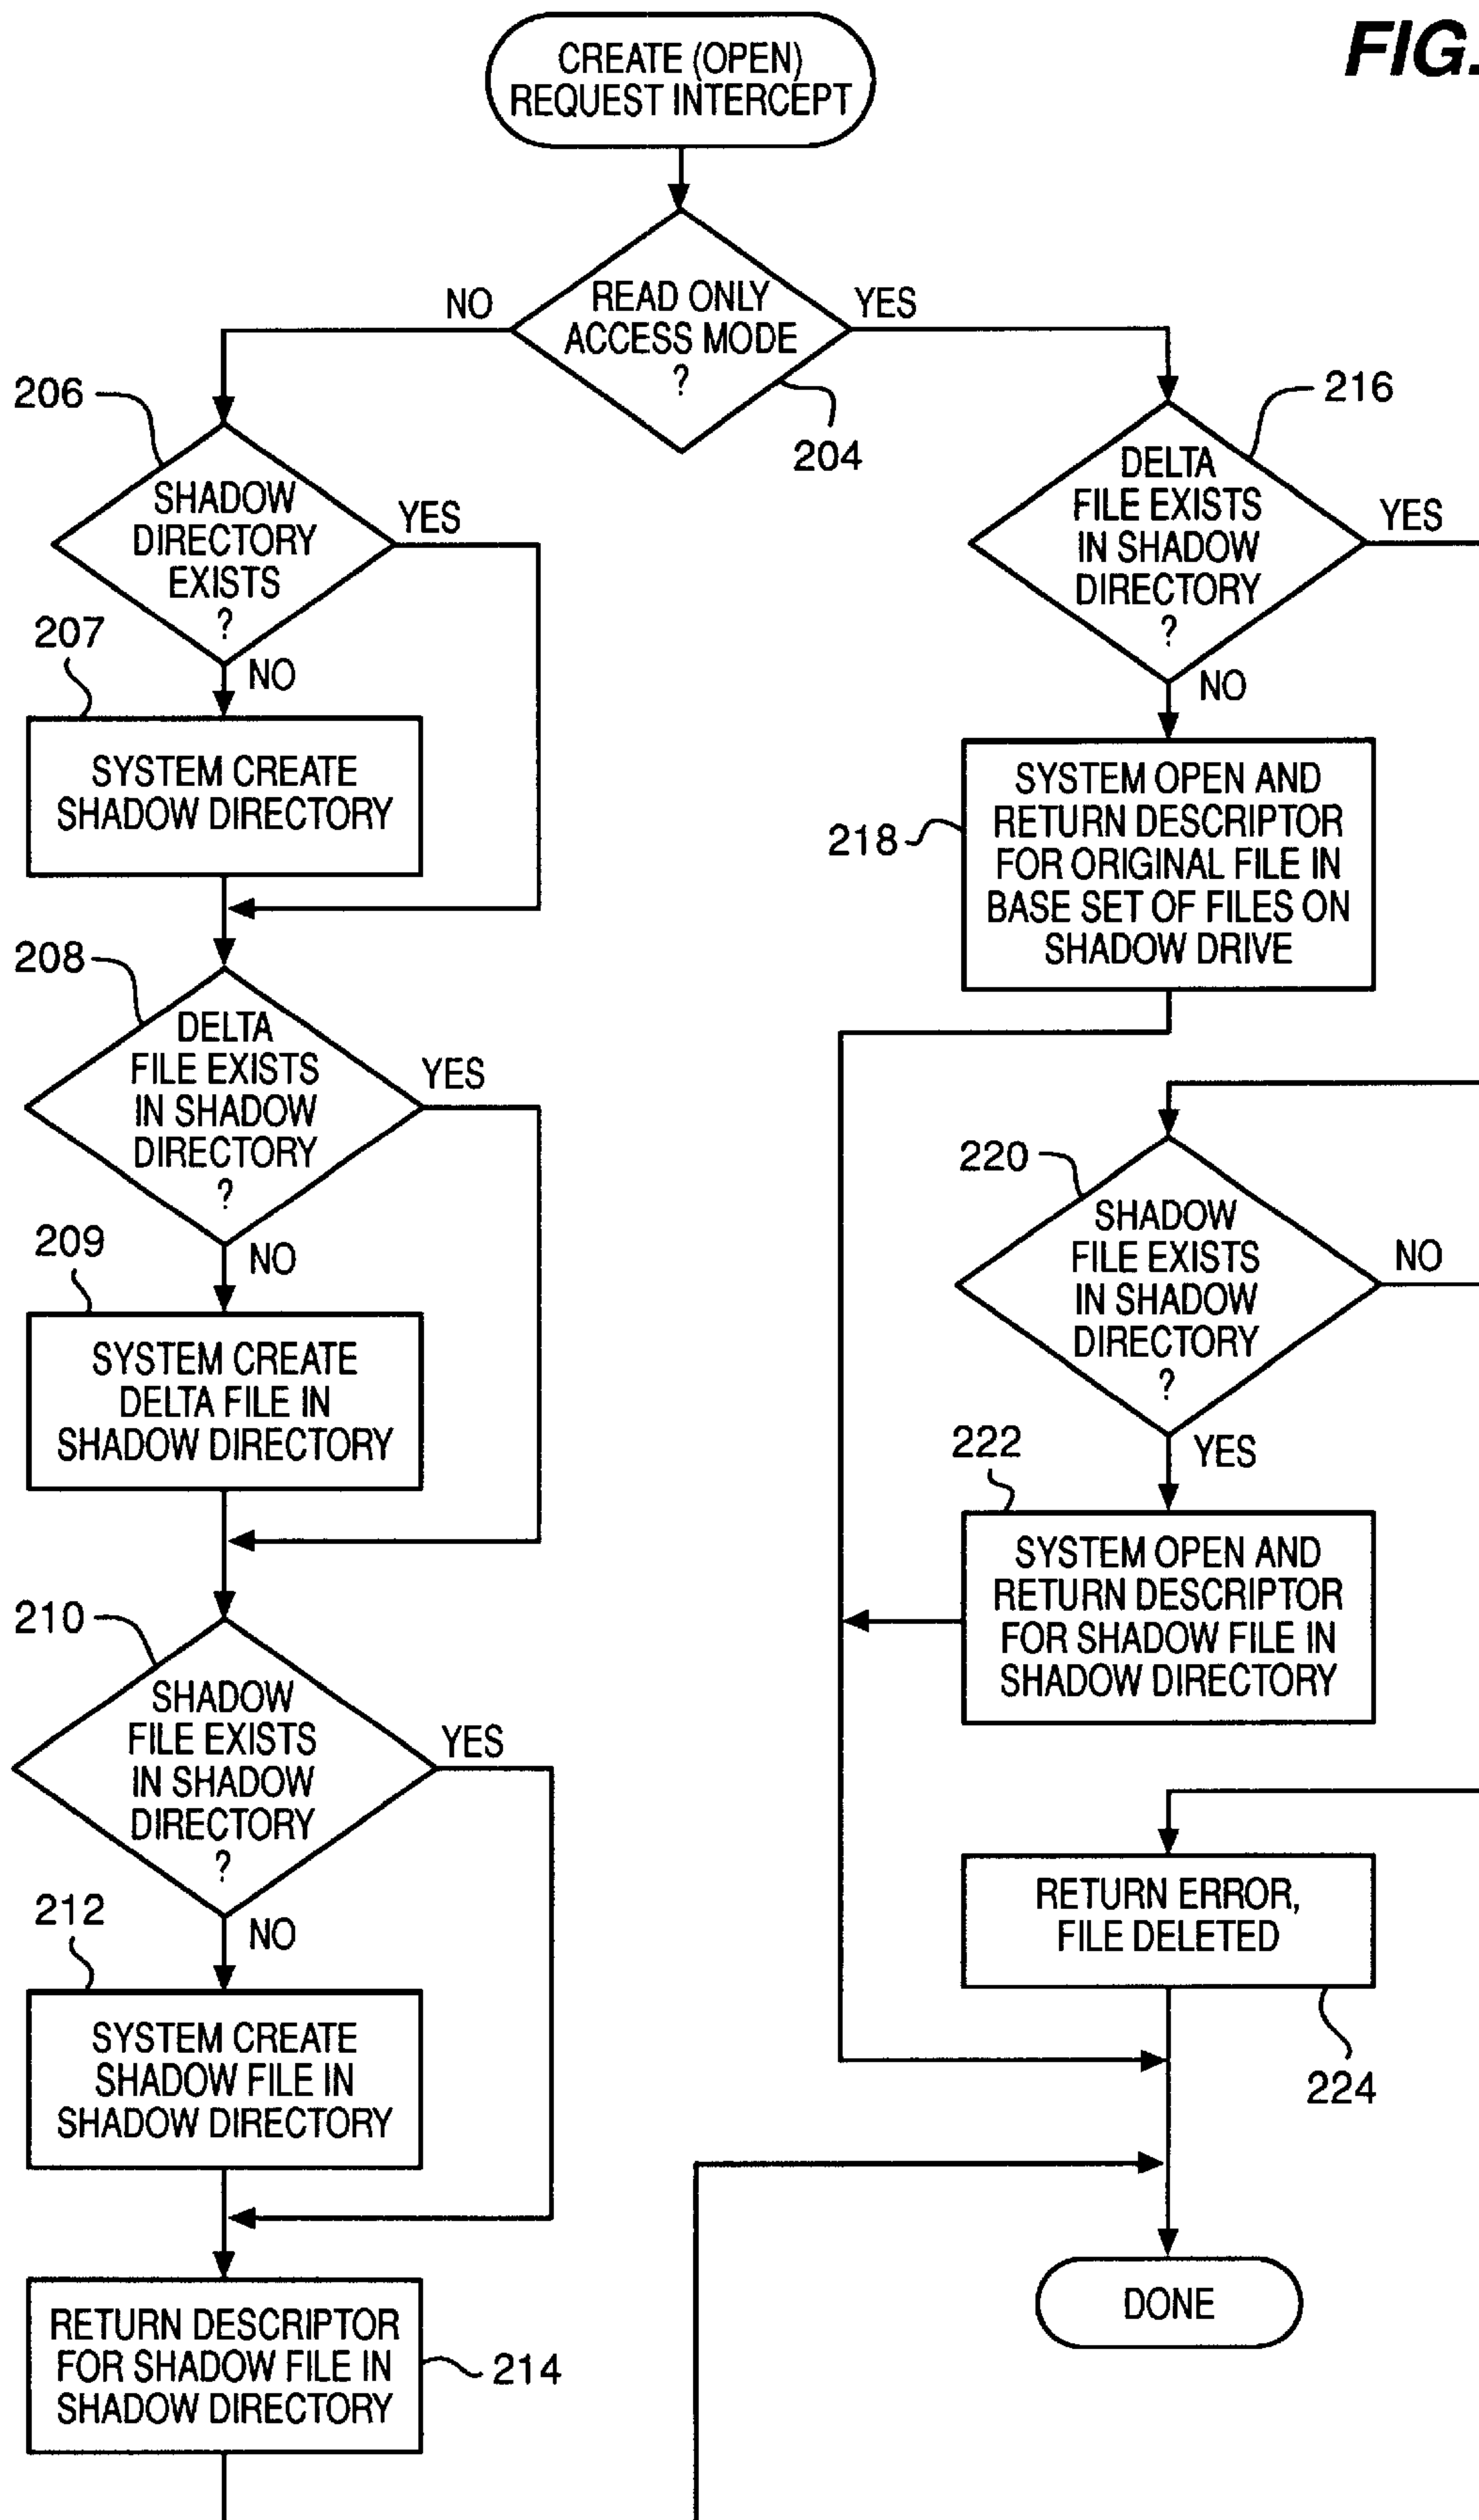 FIG.
CREATE (OPEN)
REQUEST INTERCEPT
NO
READ ONLY
ACCESS MODE
?
YES
204
206
SHADOW
DIRECTORY
EXISTS
?
YES
NO
207
SYSTEM CREATE
SHADOW DIRECTORY
208
DELTA
FILE EXISTS
IN SHADOW
DIRECTORY
?
YES
NO
209
SYSTEM CREATE
DELTA FILE IN
SHADOW DIRECTORY
210
SHADOW
FILE EXISTS
IN SHADOW
DIRECTORY
?
YES
NO
212
SYSTEM CREATE
SHADOW FILE IN
SHADOW DIRECTORY
RETURN DESCRIPTOR
FOR SHADOW FILE IN
SHADOW DIRECTORY
214
216
DELTA
FILE EXISTS
IN SHADOW
DIRECTORY
?
YES
NO
218
SYSTEM OPEN AND
RETURN DESCRIPTOR
FOR ORIGINAL FILE IN
BASE SET OF FILES ON
SHADOW DRIVE
220
SHADOW
FILE EXISTS
IN SHADOW
DIRECTORY
?
NO
YES
222
SYSTEM OPEN AND
RETURN DESCRIPTOR
FOR SHADOW FILE IN
SHADOW DIRECTORY
RETURN ERROR,
FILE DELETED
224
DONE